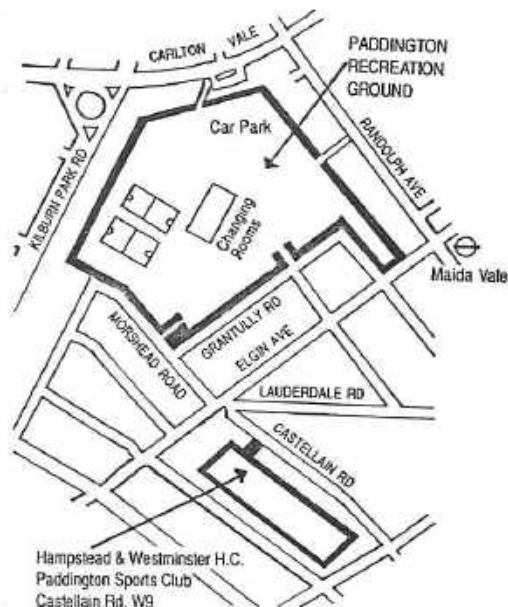 CARLTON VALE
PADDINGTON
RECREATION
GROUND
Car Park
RANDOLPH AVE
KILBURN PARK RD
Changing
Rooms
Maida Vale
GRANTULLY RD
ELGIN AVE
MORSHEAD ROAD
LAUDERDALE RD
CASTELLAIN RD
Hampstead & Westminster H.C.
Paddington Sports Club
Castellain Rd, W9